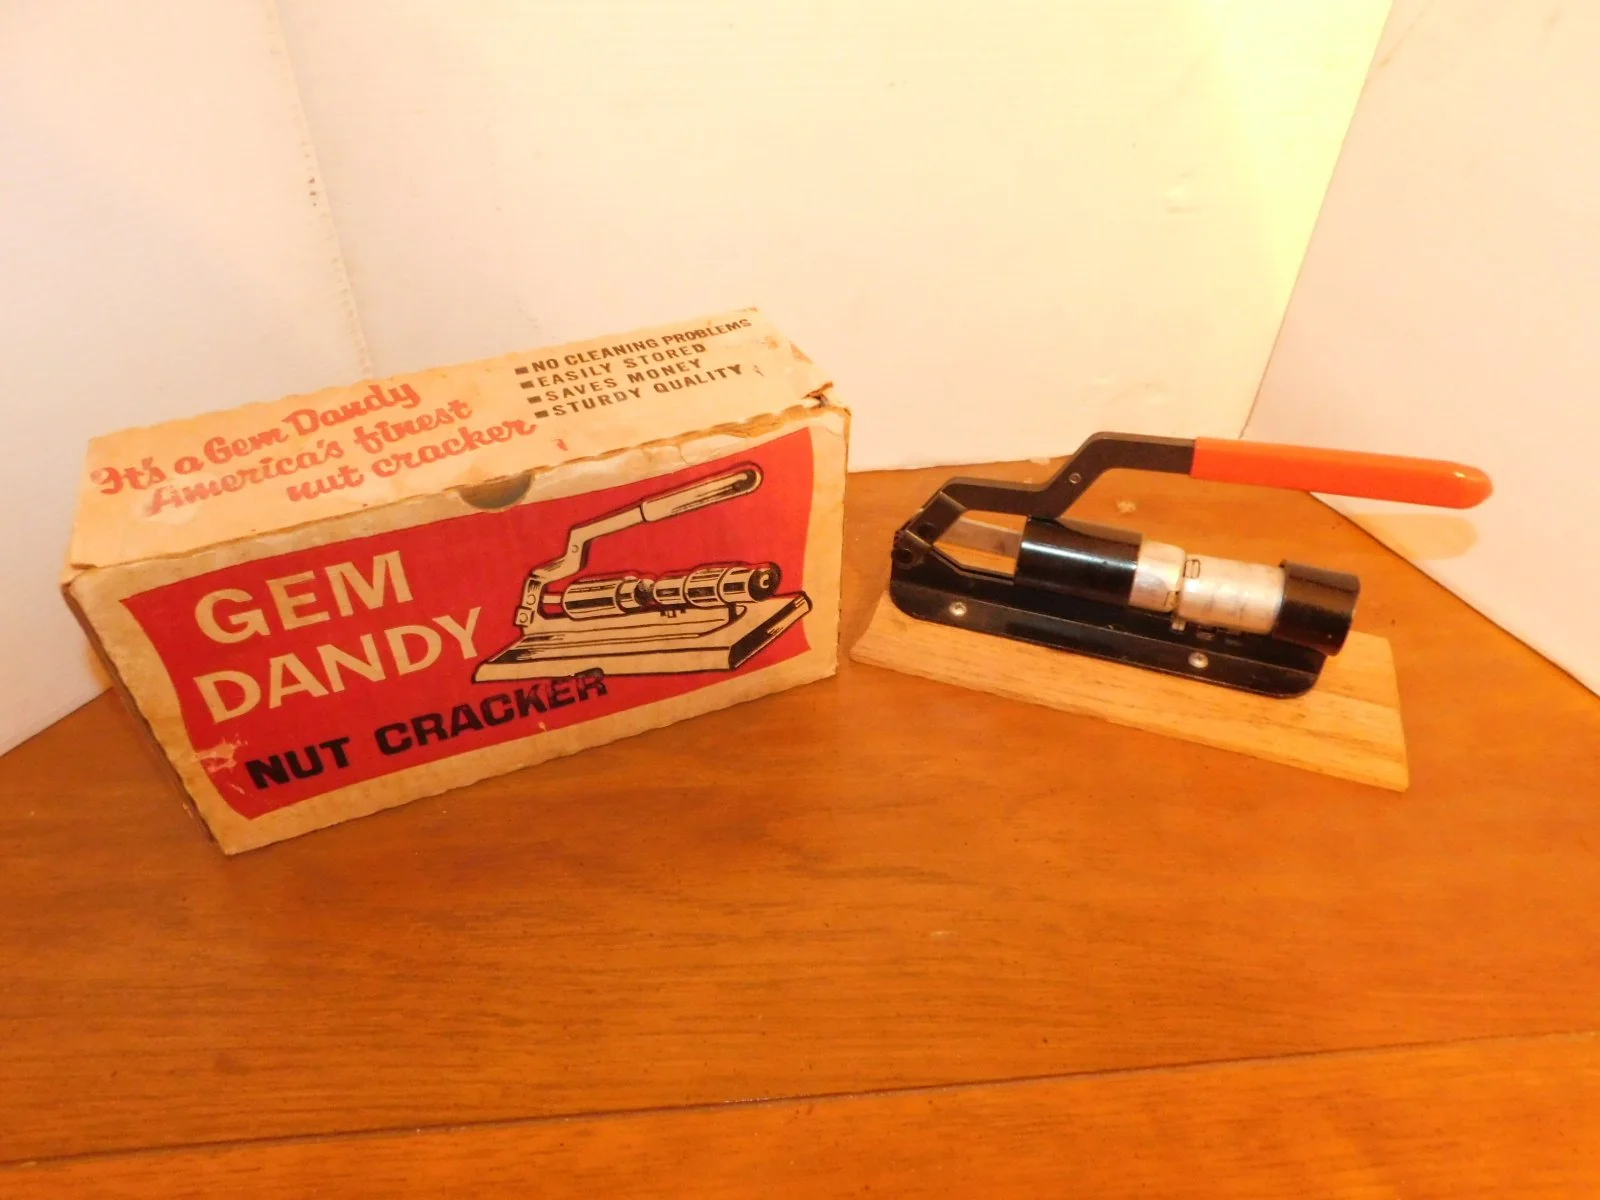 It's a Gem Dandy
America's finest
nut cracker
NO CLEANING PROBLEMS
EASILY STORED
SAVES MONEY
STURDY QUALITY
GEM
DANDY
NUT CRACKER